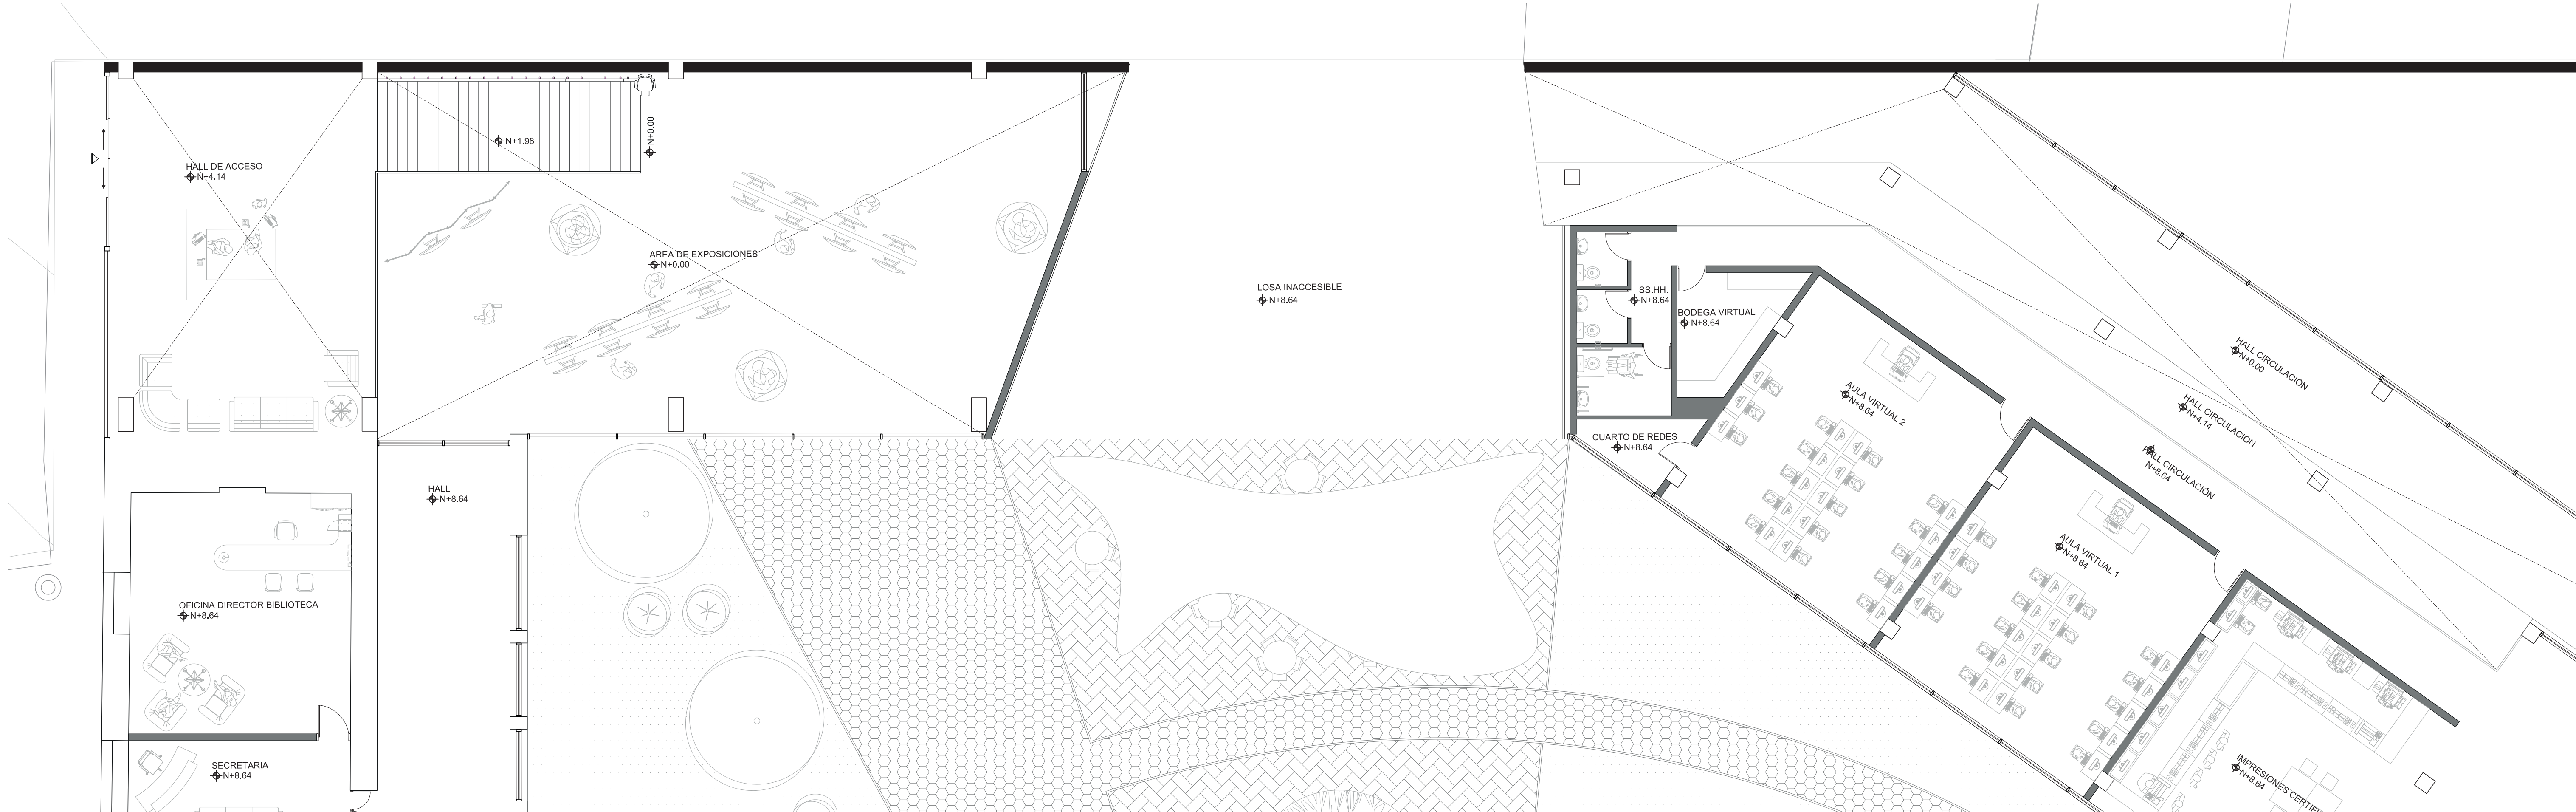 HALL DE ACCESO
N+4.14
N+1.98
N+0.00
AREA DE EXPOSICIONES
N+0.00
LOSA INACCESIBLE
N+8.64
SS.HH.
N+8.64
BODEGA VIRTUAL
N+8.64
CUARTO DE REDES
N+8.64
AULA VIRTUAL 2
N+8.64
HALL CIRCULACIÓN
N+0.00
HALL CIRCULACIÓN
N+4.14
HALL CIRCULACIÓN
N+8.64
AULA VIRTUAL 1
N+8.64
HALL
N+8.64
OFICINA DIRECTOR BIBLIOTECA
N+8.64
SECRETARIA
N+8.64
IMPRESIONES
N+8.64